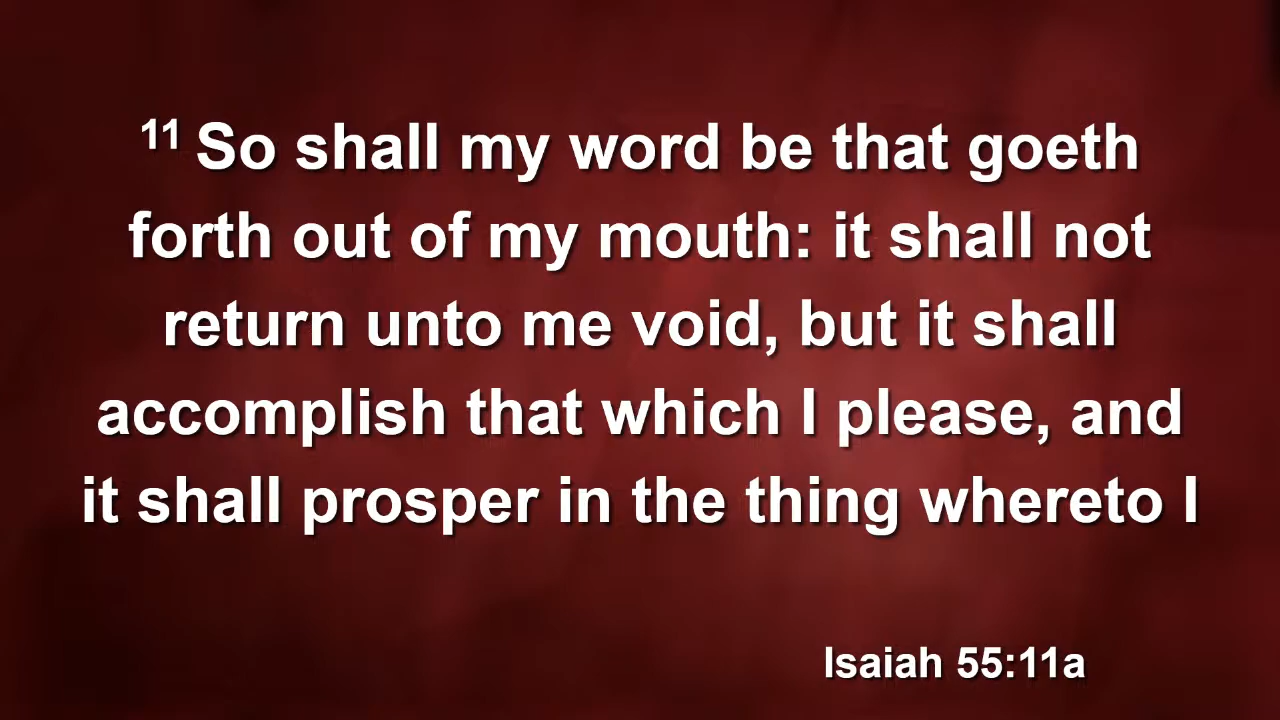 11 So shall my word be that goeth
forth out of my mouth: it shall not
return unto me void, but it shall
accomplish that which I please, and
it shall prosper in the thing whereto I
Isaiah 55:11a